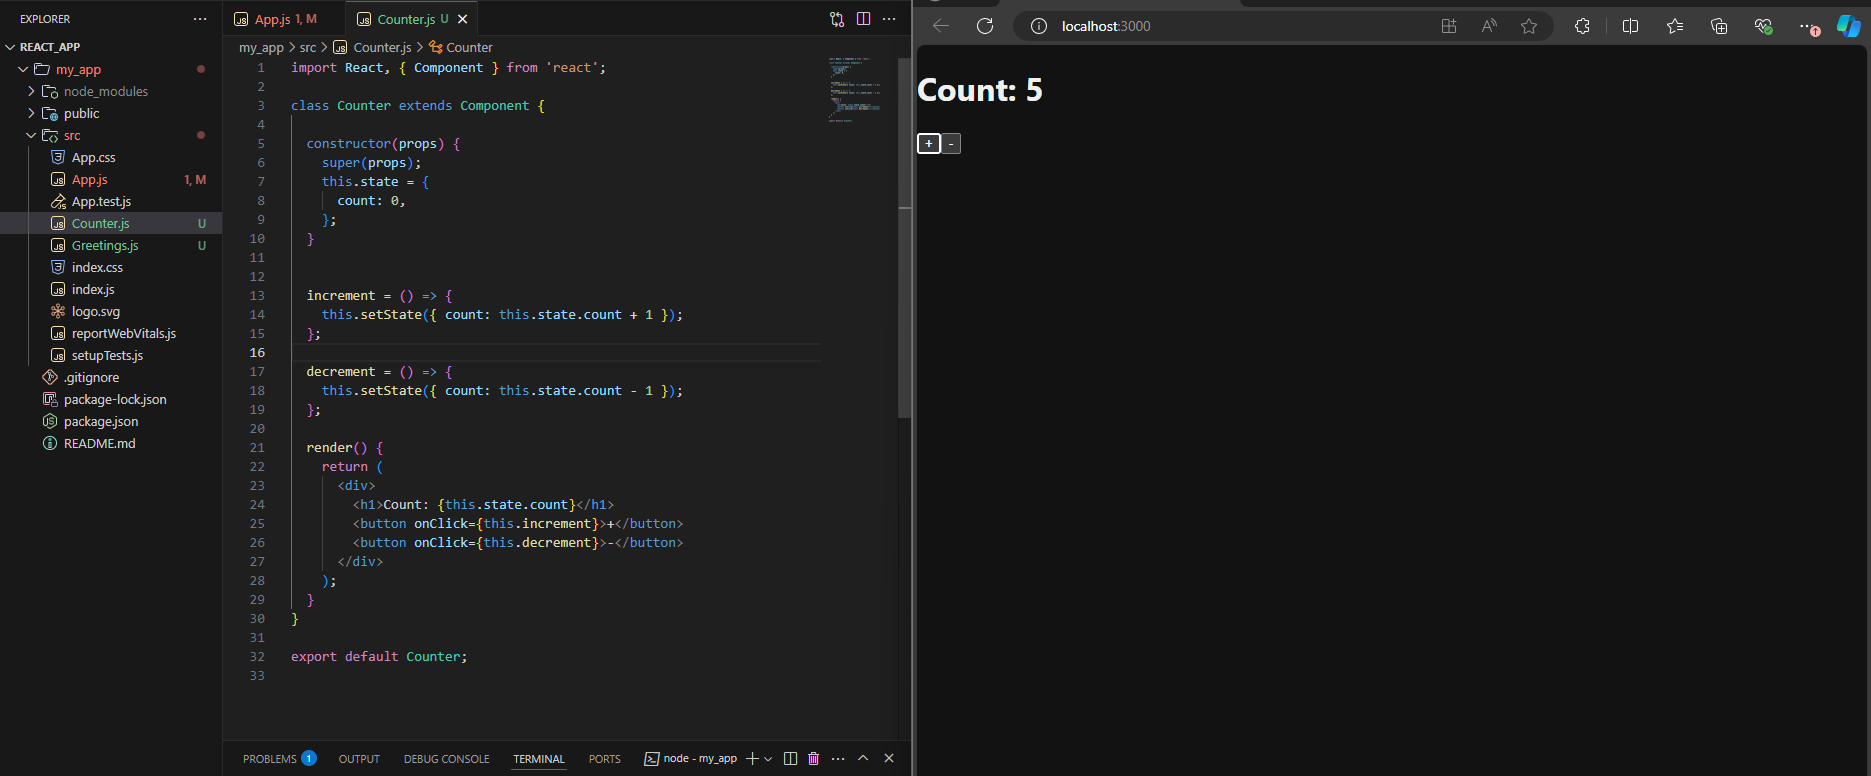 EXPLORER
REACT_APP
my_app
node_modules
public
src
App.css
App.js 1, M
App.test.js
Counter.js U
Greetings.js U
index.css
index.js
logo.svg
reportWebVitals.js
setupTests.js
.gitignore
package-lock.json
package.json
README.md
App.js 1, M
Counter.js U
my_app > src > Counter.js > Counter
1 import React, { Component } from 'react';
2
3 class Counter extends Component {
4
5 constructor(props) {
6 super(props);
7 this.state = {
8 count: 0,
9 };
10 }
11
12
13 increment = () => {
14 this.setState({ count: this.state.count + 1 });
15 };
16
17 decrement = () => {
18 this.setState({ count: this.state.count - 1 });
19 };
20
21 render() {
22 return (
23 <div>
24 <h1>Count: {this.state.count}</h1>
25 <button onClick={this.increment}>+</button>
26 <button onClick={this.decrement}>-</button>
27 </div>
28 );
29 }
30 }
31
32 export default Counter;
33
PROBLEMS 1 OUTPUT DEBUG CONSOLE TERMINAL PORTS node - my_app
localhost:3000
Count: 5
+ -